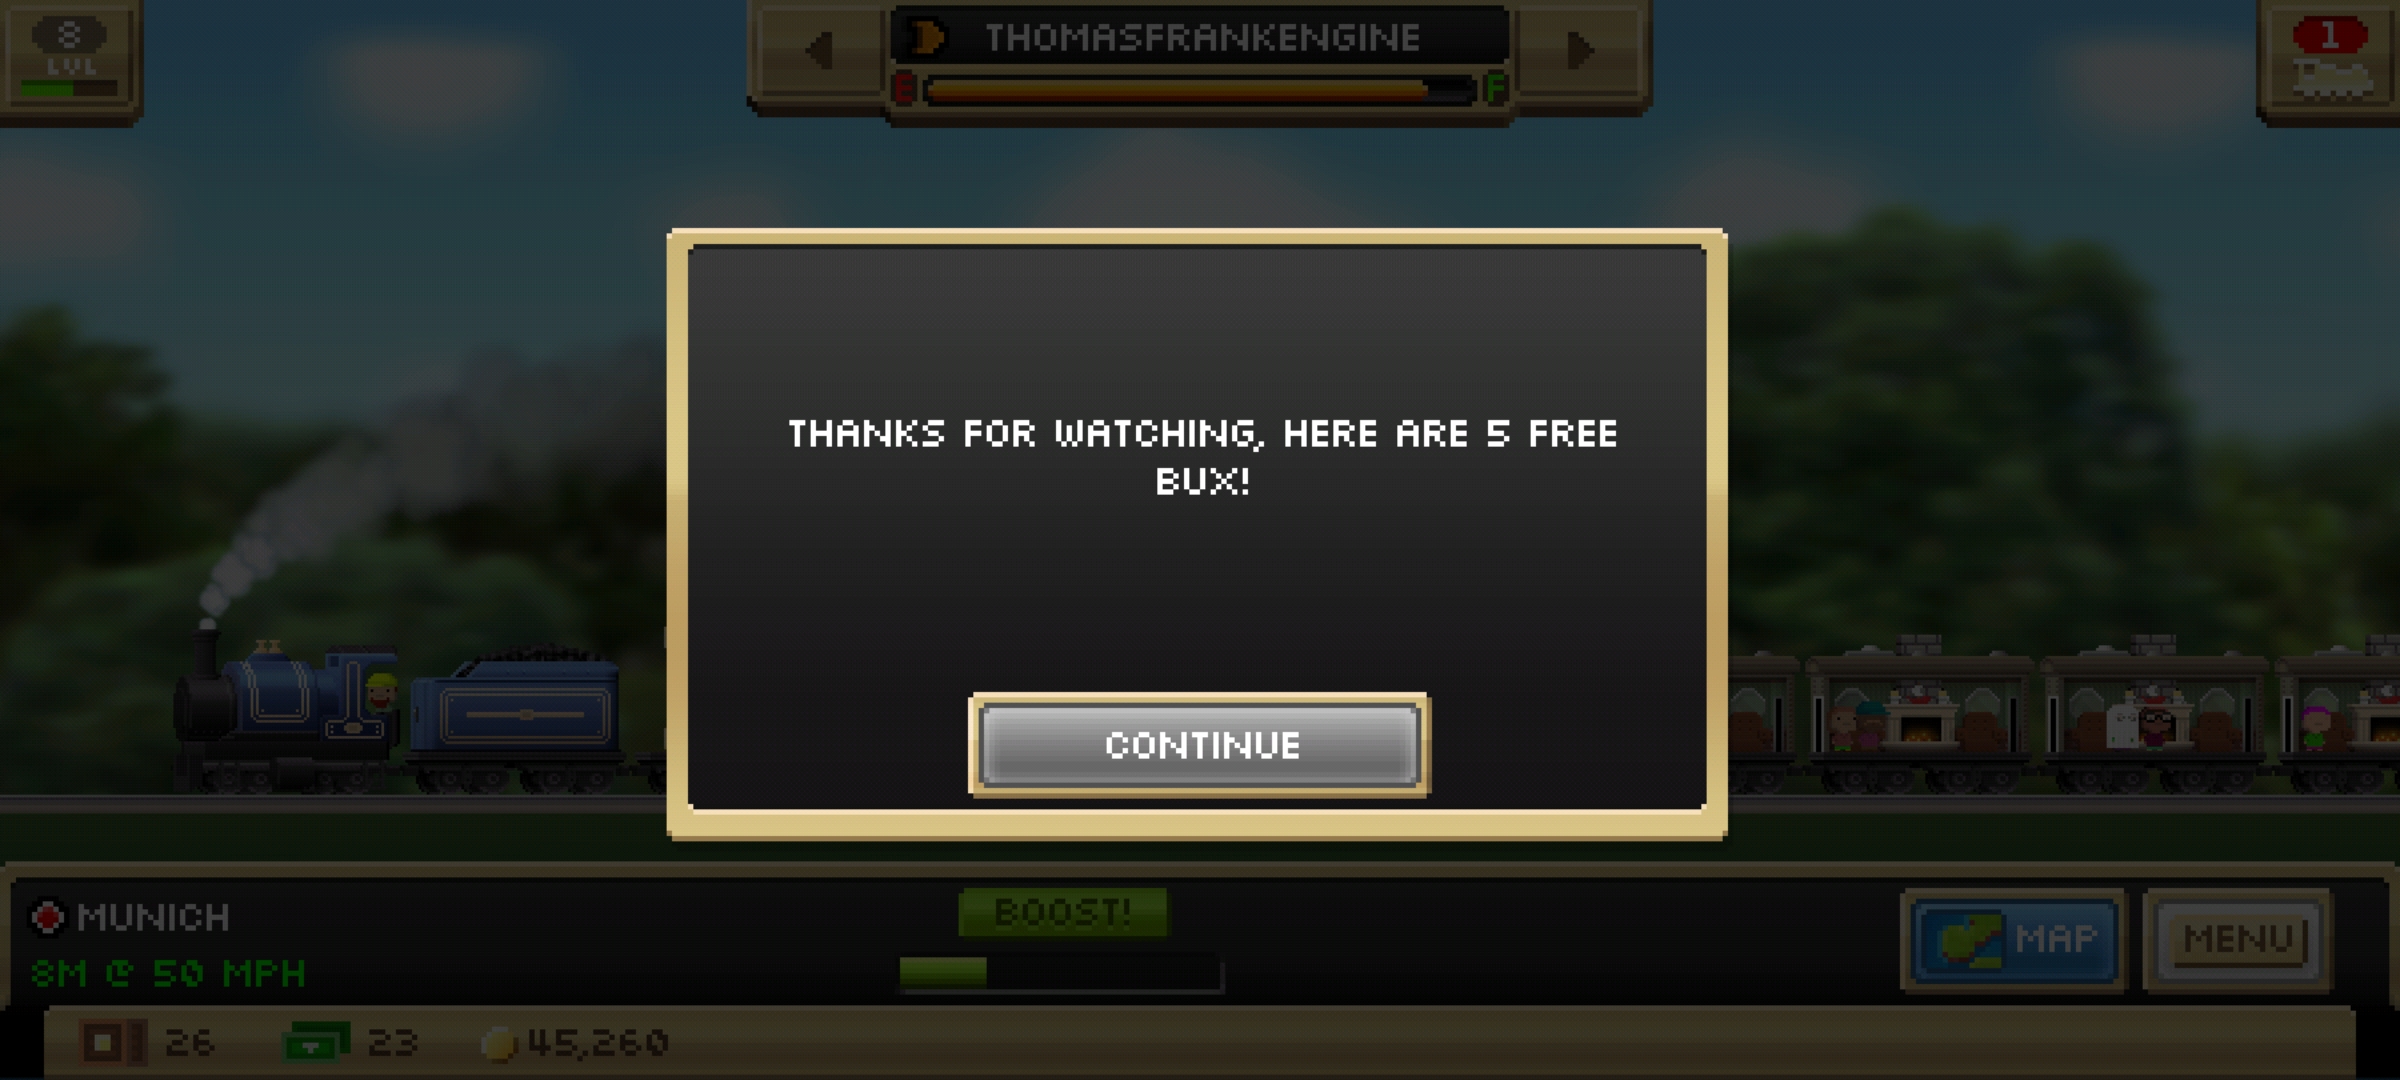 8
LVL
THOMASFRANKENGINE
E F
1
THANKS FOR WATCHING, HERE ARE 5 FREE
BUX!
CONTINUE
MUNICH
8M @ 50 MPH
BOOST!
MAP
MENU
26 23 45,260